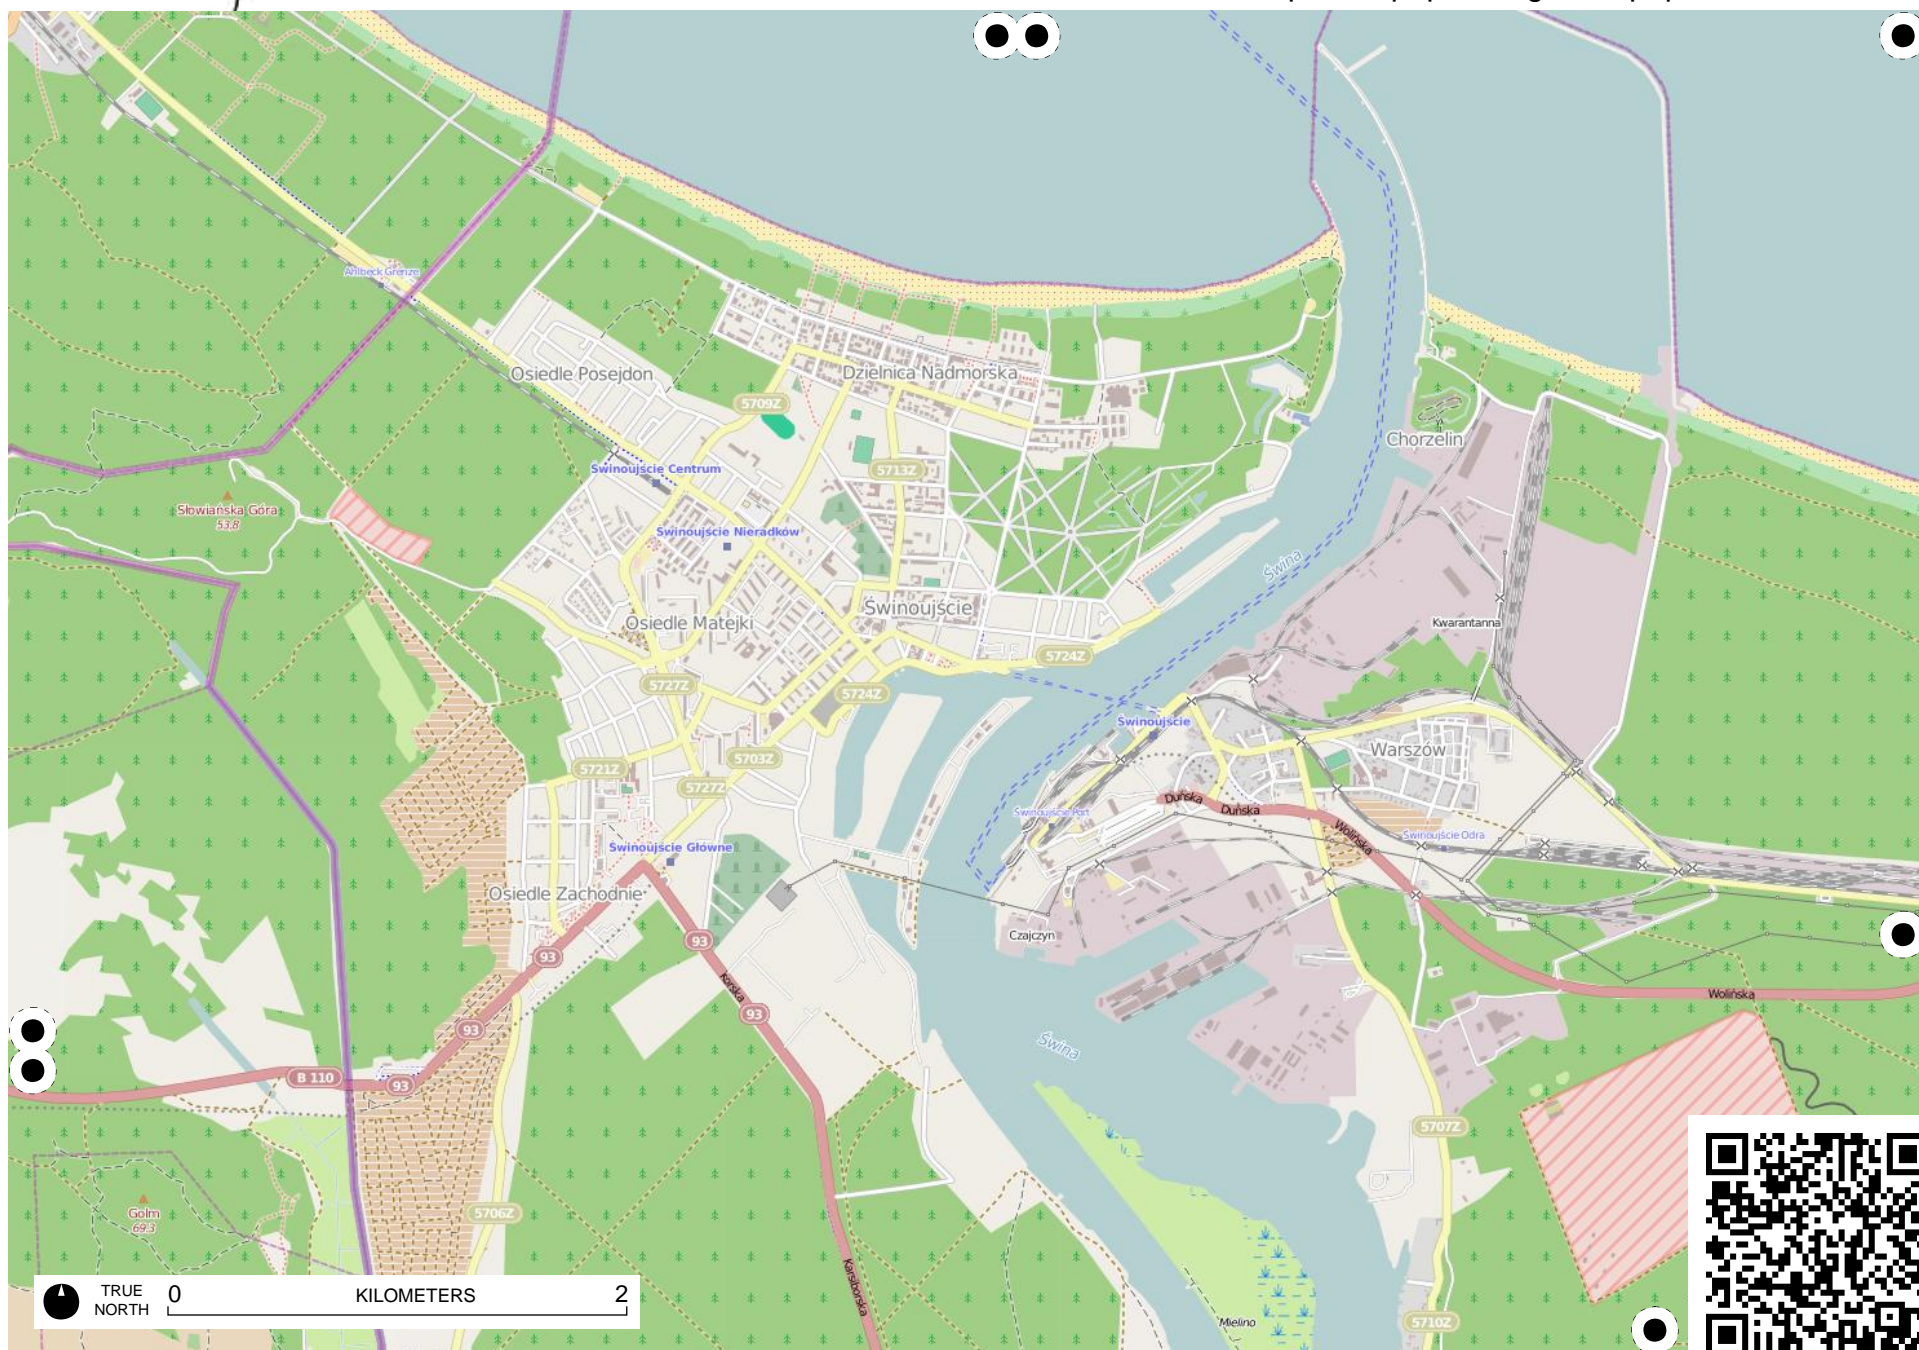 Ahlbeck Grenze
Osiedle Posejdon
Dzielnica Nadmorska
5709Z
Chorzelin
Świnoujście Centrum
5713Z
Słowiańska Góra
53,8
Świnoujście Nieradków
Świna
Świnoujście
Osiedle Matejki
Kwarantanna
5724Z
5727Z
5724Z
Świnoujście
Warszów
5703Z
5721Z
5727Z
Duńska
Duńska
Świnoujście Port
Wolińska
Świnoujście Odra
Świnoujście Główne
Osiedle Zachodnie
93
Czajczyn
93
Wolińska
93
93
Świna
B 110
93
5707Z
Golm
69,3
5706Z
Karsiborska
Mielino
5710Z
TRUE
NORTH
0 KILOMETERS 2